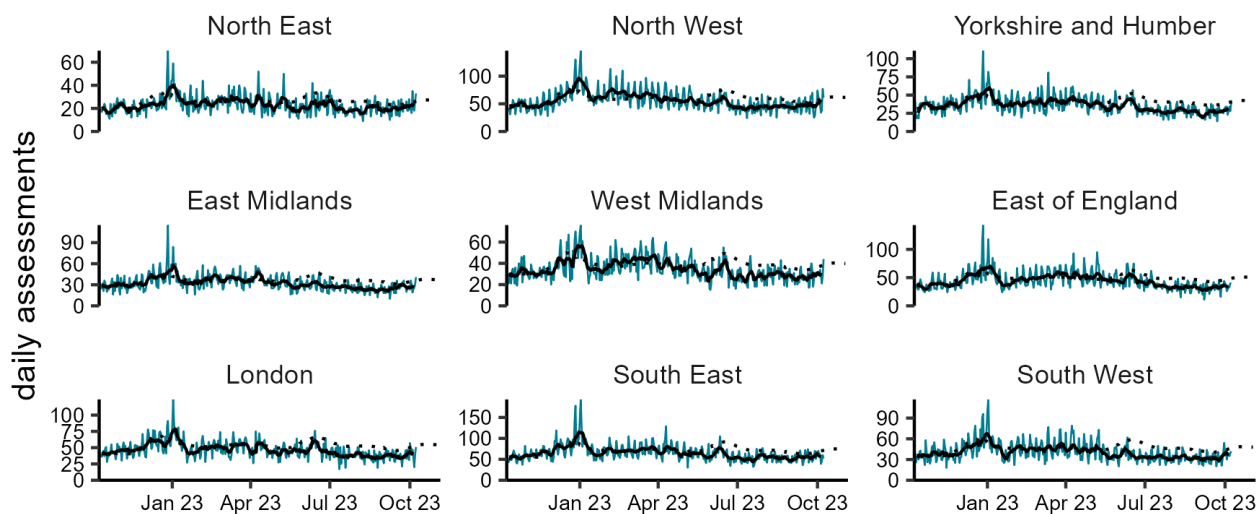 daily assessments
North East
60
40
20
0
North West
100
50
0
Yorkshire and Humber
100
75
50
25
0
East Midlands
90
60
30
0
West Midlands
60
40
20
0
East of England
100
50
0
London
100
75
50
25
0
South East
150
100
50
0
South West
90
60
30
0
Jan 23 Apr 23 Jul 23 Oct 23
Jan 23 Apr 23 Jul 23 Oct 23
Jan 23 Apr 23 Jul 23 Oct 23